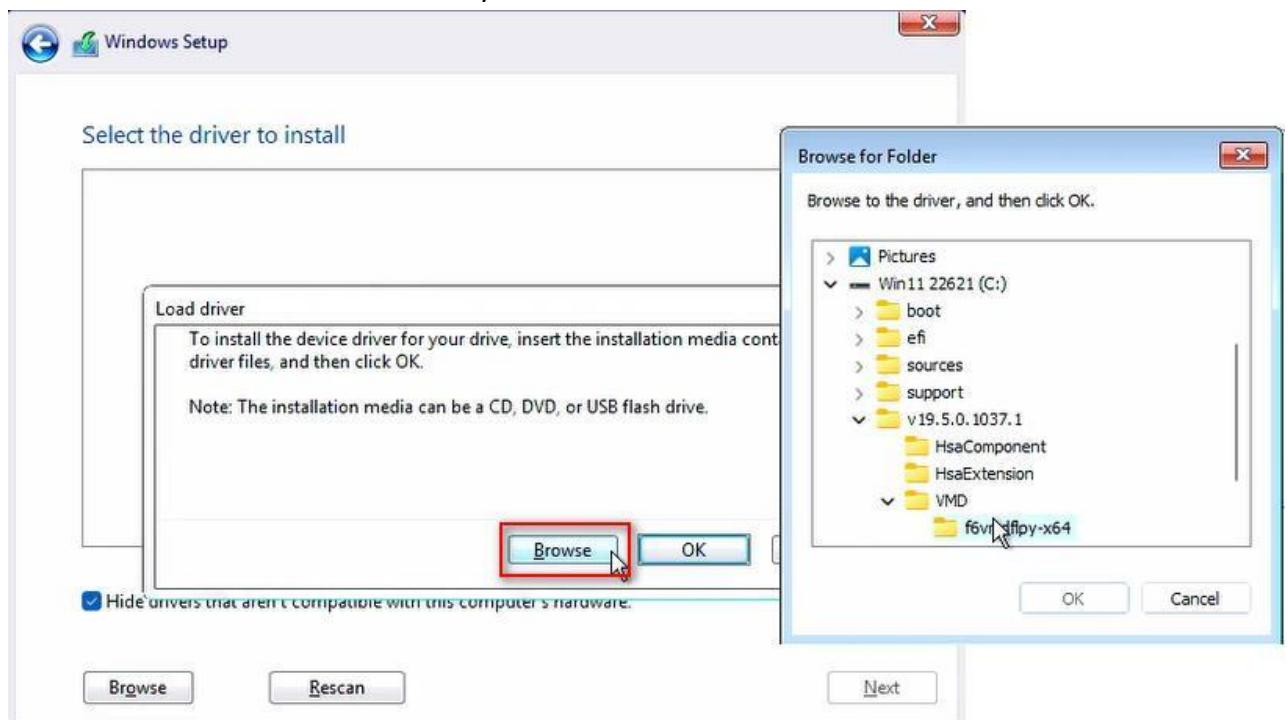 Windows Setup
Select the driver to install
Load driver
To install the device driver for your drive, insert the installation media
driver files, and then click OK.
Note: The installation media can be a CD, DVD, or USB flash drive.
Browse
OK
Hide drivers that aren't compatible with this computer's hardware.
Browse
Rescan
Next
Browse for Folder
Browse to the driver, and then click OK.
Pictures
Win11 22621 (C:)
boot
efi
sources
support
v19.5.0.1037.1
HsaComponent
HsaExtension
VMD
OK
Cancel